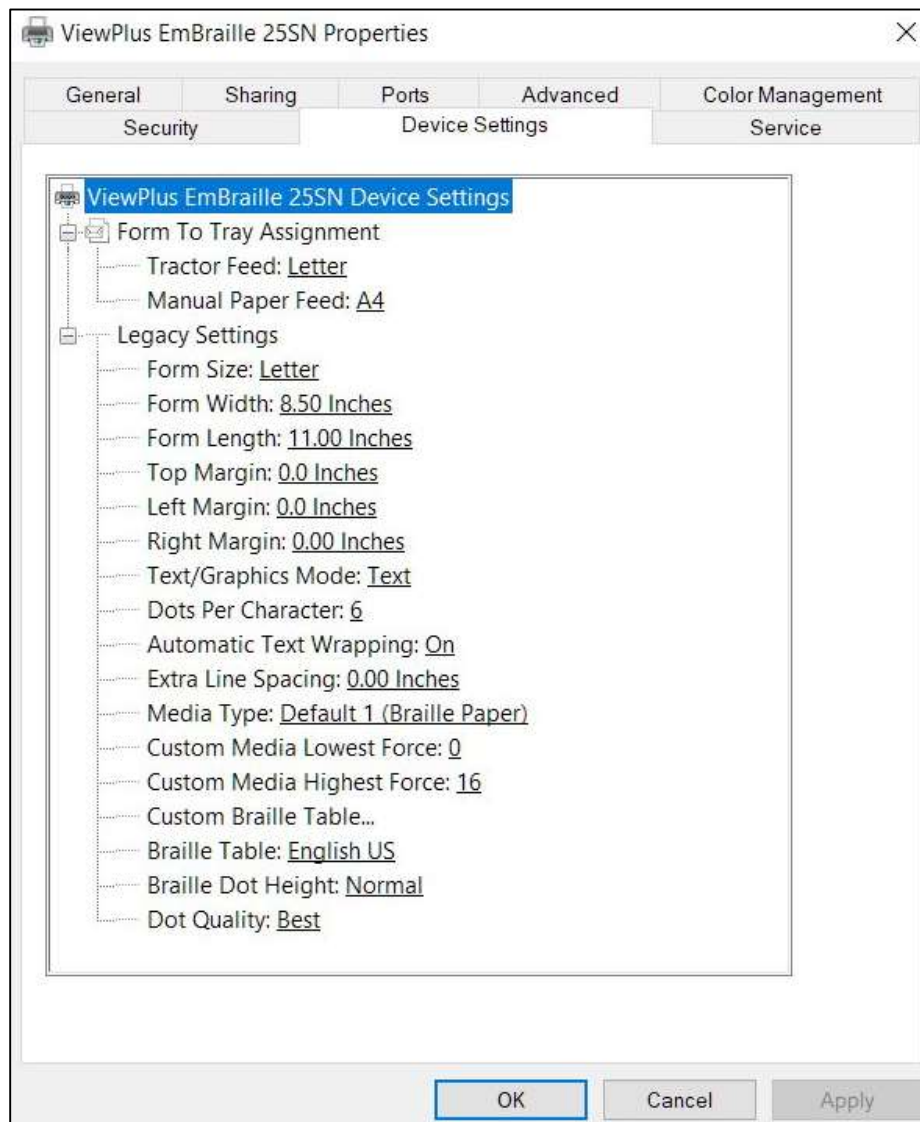 ViewPlus EmBraille 25SN Properties
General Sharing Ports Advanced Color Management
Security Device Settings Service
ViewPlus EmBraille 25SN Device Settings
Form To Tray Assignment
Tractor Feed: Letter
Manual Paper Feed: A4
Legacy Settings
Form Size: Letter
Form Width: 8.50 Inches
Form Length: 11.00 Inches
Top Margin: 0.0 Inches
Left Margin: 0.0 Inches
Right Margin: 0.00 Inches
Text/Graphics Mode: Text
Dots Per Character: 6
Automatic Text Wrapping: On
Extra Line Spacing: 0.00 Inches
Media Type: Default 1 (Braille Paper)
Custom Media Lowest Force: 0
Custom Media Highest Force: 16
Custom Braille Table...
Braille Table: English US
Braille Dot Height: Normal
Dot Quality: Best
OK Cancel Apply